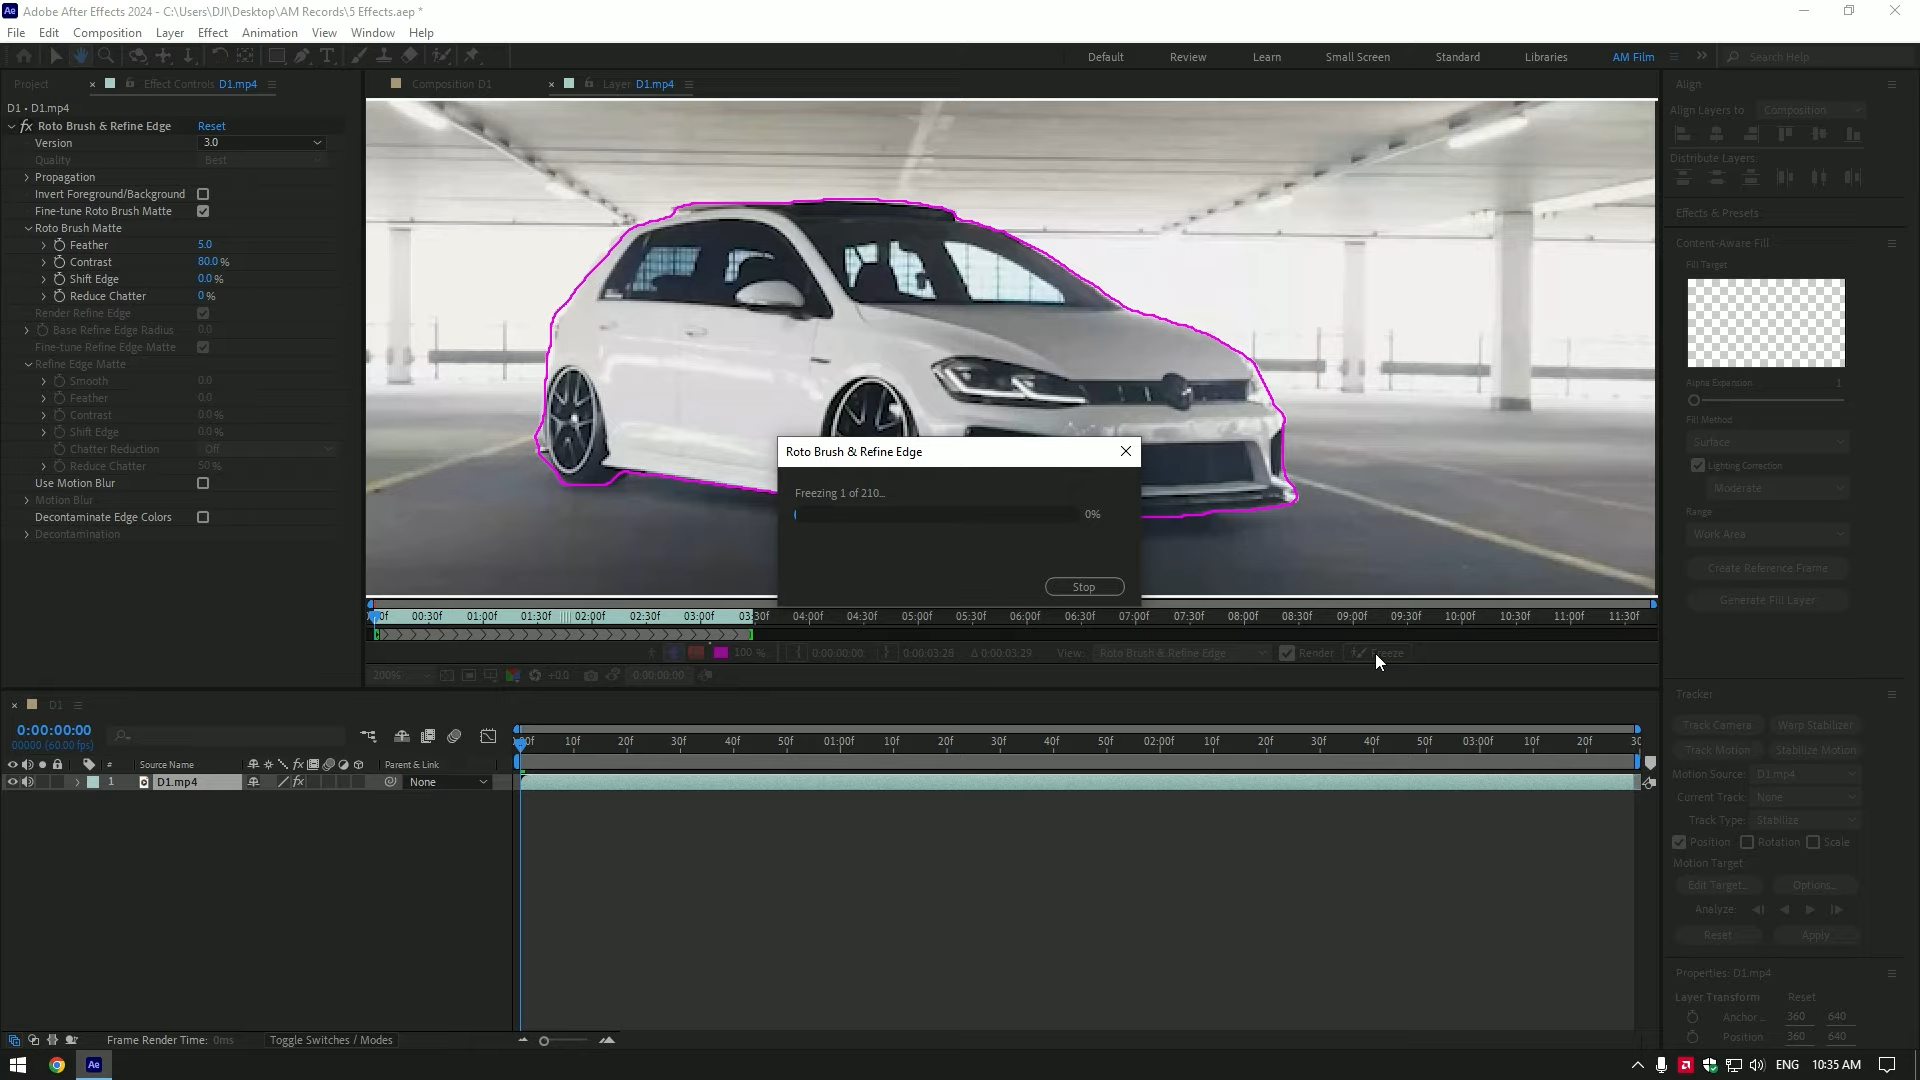 Adobe After Effects 2024 - C:\Users\DJI\Desktop\AM Records\5 Effects.aep *
File Edit Composition Layer Effect Animation View Window Help
Default Review Learn Small Screen Standard Libraries AM Film Search Help
Project Effect Controls D1.mp4
Composition D1
Layer D1.mp4
D1 • D1.mp4
fx Roto Brush & Refine Edge Reset
Version 3.0
Quality Best
Propagation
Invert Foreground/Background
Fine-tune Roto Brush Matte
Roto Brush Matte
Feather 5.0
Contrast 80.0 %
Shift Edge 0.0 %
Reduce Chatter 0 %
Render Refine Edge
Base Refine Edge Radius 0.0
Fine-tune Refine Edge Matte
Refine Edge Matte
Smooth 0.0
Feather 0.0
Contrast 0.0 %
Shift Edge 0.0 %
Chatter Reduction Off
Reduce Chatter 50 %
Use Motion Blur
Motion Blur
Decontaminate Edge Colors
Decontamination
Roto Brush & Refine Edge
Freezing 1 of 210...
0%
Stop
00:30f 01:00f 01:30f 02:00f 02:30f 03:00f 03:30f 04:00f 04:30f 05:00f 05:30f 06:00f 06:30f 07:00f 07:30f 08:00f 08:30f 09:00f 09:30f 10:00f 10:30f 11:00f 11:30f
100 % 0:00:00:00 0:00:03:28 Δ 0:00:03:29 View: Roto Brush & Refine Edge Render Freeze
200% +0.0 0:00:00:00
Align
Align Layers to: Composition
Distribute Layers:
Effects & Presets
Content-Aware Fill
Fill Target
Alpha Expansion 1
Fill Method
Surface
Lighting Correction
Moderate
Range
Work Area
Create Reference Frame
Generate Fill Layer
Tracker
Track Camera Warp Stabilizer
Track Motion Stabilize Motion
Motion Source: D1.mp4
Current Track: None
Track Type: Stabilize
Position Rotation Scale
Motion Target:
Edit Target... Options...
Analyze:
Reset Apply
Properties: D1.mp4
Layer Transform Reset
Anchor ... 360 640
Position 360 640
D1
0:00:00:00
00000 (60.00 fps)
10f 20f 30f 40f 50f 01:00f 10f 20f 30f 40f 50f 02:00f 10f 20f 30f 40f 50f 03:00f 10f 20f 30
# Source Name Parent & Link
1 D1.mp4 fx None
Frame Render Time: 0ms Toggle Switches / Modes
ENG 10:35 AM